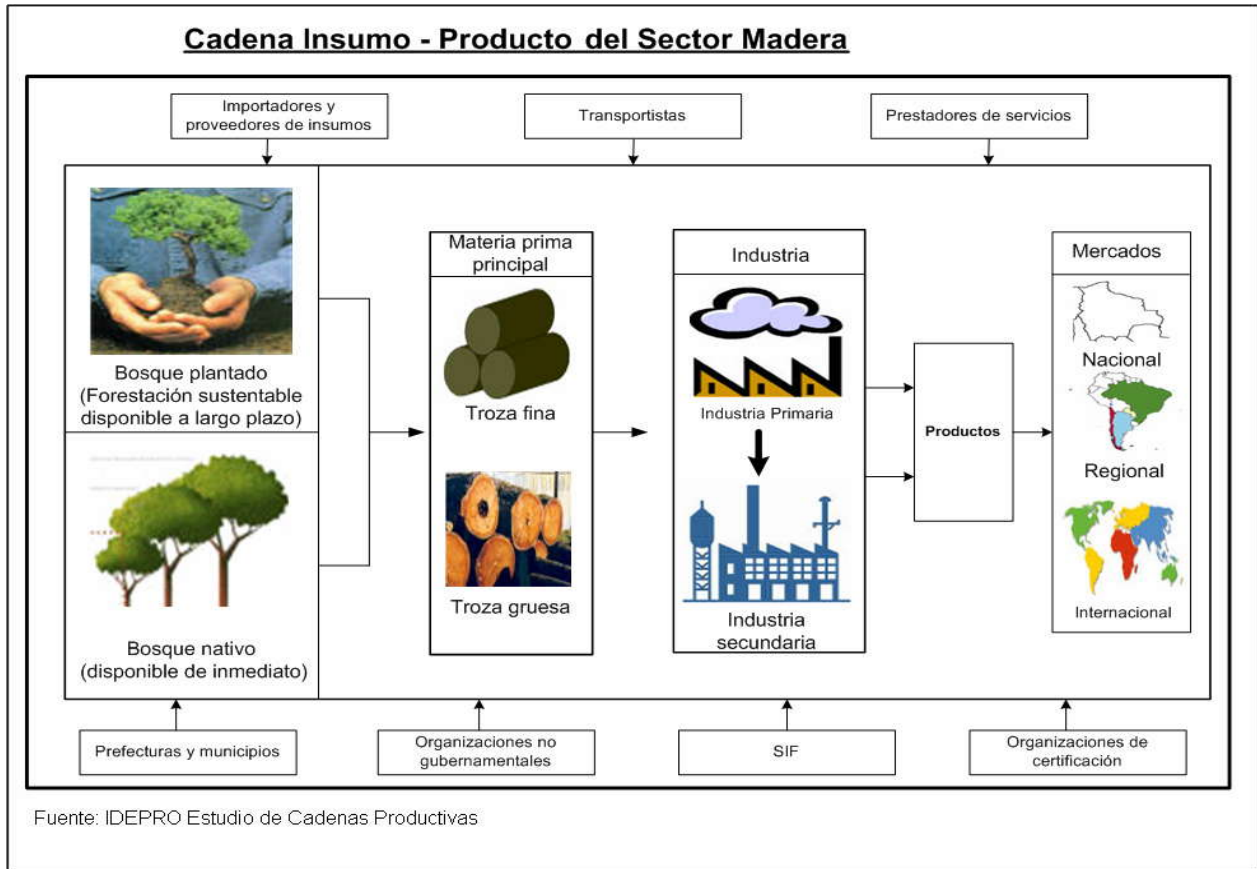 Cadena Insumo - Producto del Sector Madera
Importadores y
proveedores de insumos
Transportistas
Prestadores de servicios
Bosque plantado
(Forestación sustentable
disponible a largo plazo)
Bosque nativo
(disponible de inmediato)
Materia prima
principal
Troza fina
Troza gruesa
Industria
Industria Primaria
Industria
secundaria
Productos
Mercados
Nacional
Regional
Internacional
Prefecturas y municipios
Organizaciones no
gubernamentales
SIF
Organizaciones de
certificación
Fuente: IDEPRO Estudio de Cadenas Productivas